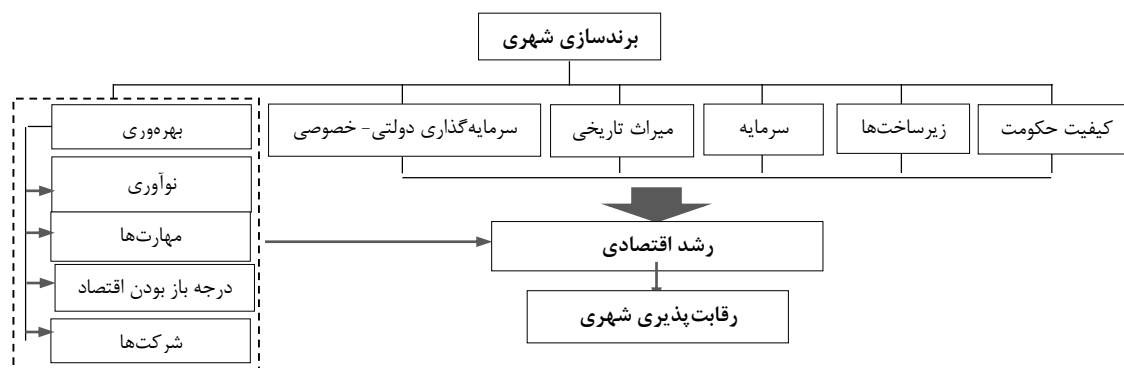 برندسازی شهری
کیفیت حکومت
زیرساخت‌ها
سرمایه
میراث تاریخی
سرمایه‌گذاری دولتی- خصوصی
بهره‌وری
نوآوری
مهارت‌ها
درجه باز بودن اقتصاد
شرکت‌ها
رشد اقتصادی
رقابت‌پذیری شهری